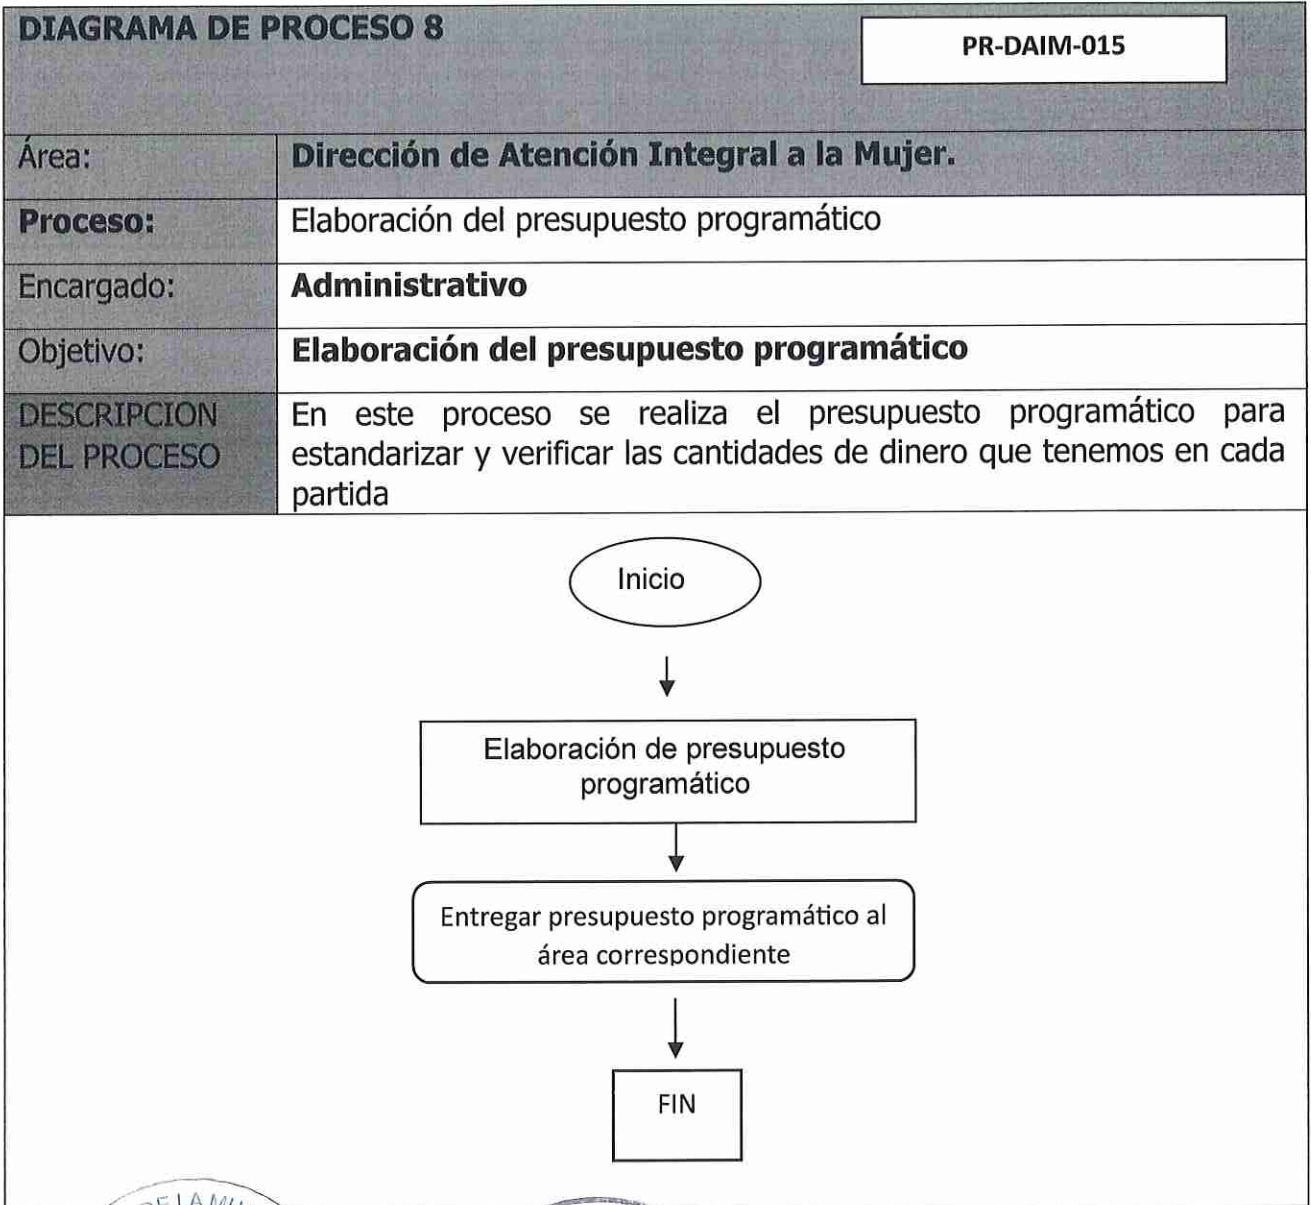 DIAGRAMA DE PROCESO 8
PR-DAIM-015
Área:
Dirección de Atención Integral a la Mujer.
Proceso:
Elaboración del presupuesto programático
Encargado:
Administrativo
Objetivo:
Elaboración del presupuesto programático
DESCRIPCION
DEL PROCESO
En este proceso se realiza el presupuesto programático para
estandarizar y verificar las cantidades de dinero que tenemos en cada
partida
Inicio
Elaboración de presupuesto
programático
Entregar presupuesto programático al
área correspondiente
FIN